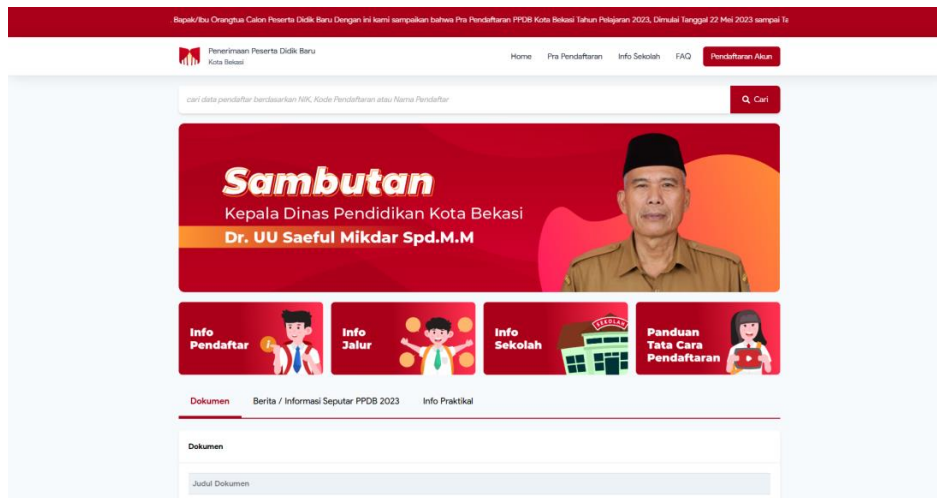 . Bapak/Ibu Orangtua Calon Peserta Didik Baru Dengan ini kami sampaikan bahwa Pra Pendaftaran PPDB Kota Bekasi Tahun Pelajaran 2023, Dimulai Tanggal 22 Mei 2023 sampai Ta
Penerimaan Peserta Didik Baru
Kota Bekasi
Home Pra Pendaftaran Info Sekolah FAQ Pendaftaran Akun
cari data pendaftar berdasarkan NIK, Kode Pendaftaran atau Nama Pendaftar
Cari
Sambutan
Kepala Dinas Pendidikan Kota Bekasi
Dr. UU Saeful Mikdar Spd.M.M
Info
Pendaftar
Info
Jalur
Info
Sekolah
SEKOLAH
Panduan
Tata Cara
Pendaftaran
Dokumen Berita / Informasi Seputar PPDB 2023 Info Praktikal
Dokumen
Judul Dokumen